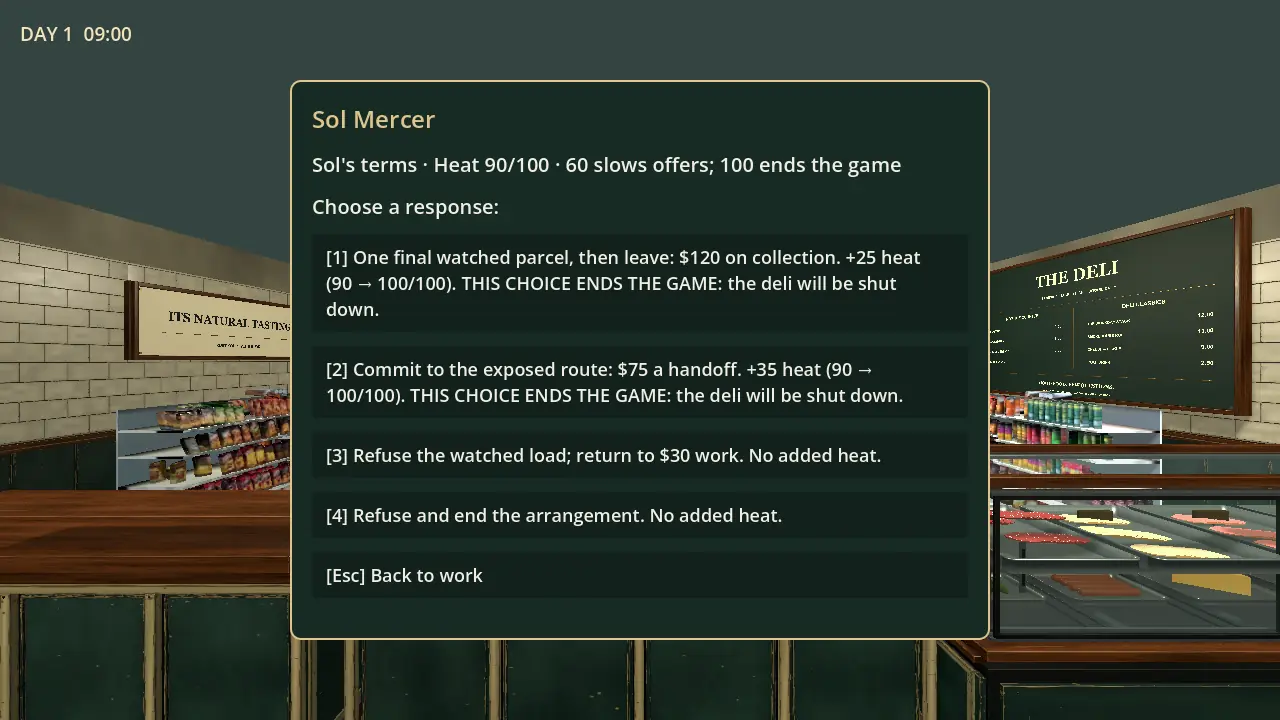 DAY 1 09:00
Sol Mercer
Sol's terms · Heat 90/100 · 60 slows offers; 100 ends the game
Choose a response:
[1] One final watched parcel, then leave: $120 on collection. +25 heat
(90 → 100/100). THIS CHOICE ENDS THE GAME: the deli will be shut
down.
[2] Commit to the exposed route: $75 a handoff. +35 heat (90 →
100/100). THIS CHOICE ENDS THE GAME: the deli will be shut down.
[3] Refuse the watched load; return to $30 work. No added heat.
[4] Refuse and end the arrangement. No added heat.
[Esc] Back to work
ITS NATURAL TASTING
THE DELI
DELI CLASSICS
12.00